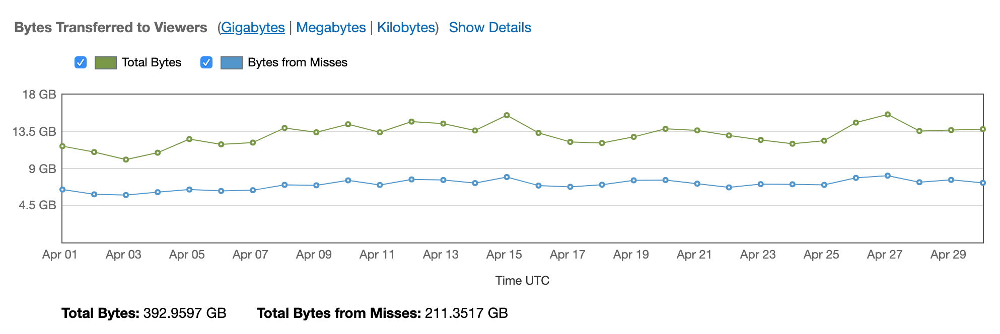 Bytes Transferred to Viewers (Gigabytes | Megabytes | Kilobytes) Show Details
Total Bytes Bytes from Misses
18 GB
13.5 GB
9 GB
4.5 GB
Apr 01 Apr 03 Apr 05 Apr 07 Apr 09 Apr 11 Apr 13 Apr 15 Apr 17 Apr 19 Apr 21 Apr 23 Apr 25 Apr 27 Apr 29
Time UTC
Total Bytes: 392.9597 GB Total Bytes from Misses: 211.3517 GB